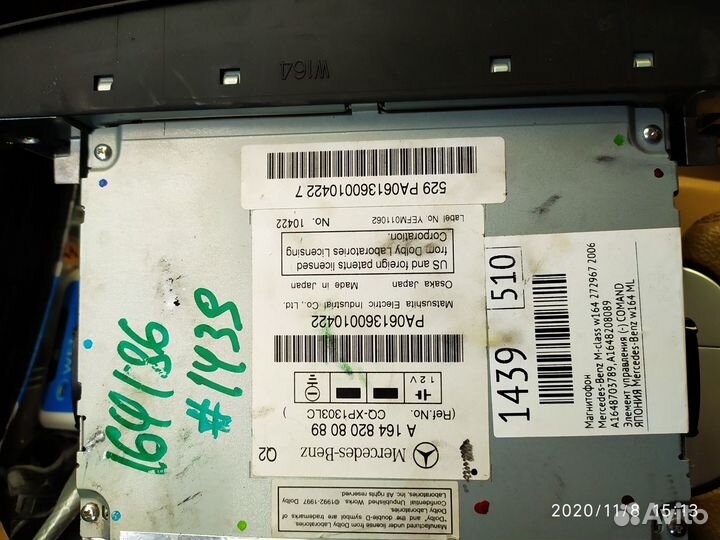 W164
529 PA061360010422 7
Label No. YEFM011062 No. 10422
US and foreign patents licensed
from Dolby Laboratories Licensing
Corporation.
Osaka Japan Made in Japan
Matsushita Electric Industrial Co., Ltd.
PA061360010422
12V
(Ref.No. CQ-XP1303LC)
A 164 820 80 89
Mercedes-Benz
Q2
Manufactured under license from Dolby Laboratories.
"Dolby" and the double-D symbol are trademarks of
Dolby Laboratories.
Confidential Unpublished Works. ©1992-1997 Dolby
Laboratories, Inc. All rights reserved.
1439 510
Магнитофон
Mercedes-Benz M-class w164 272967 2006
A1648703789,A1648208089
Элемент управления (-) COMAND
ЯПОНИЯ Mercedes-Benz w164 ML
164/196
#1439
2020/11/8 15:13
Avito